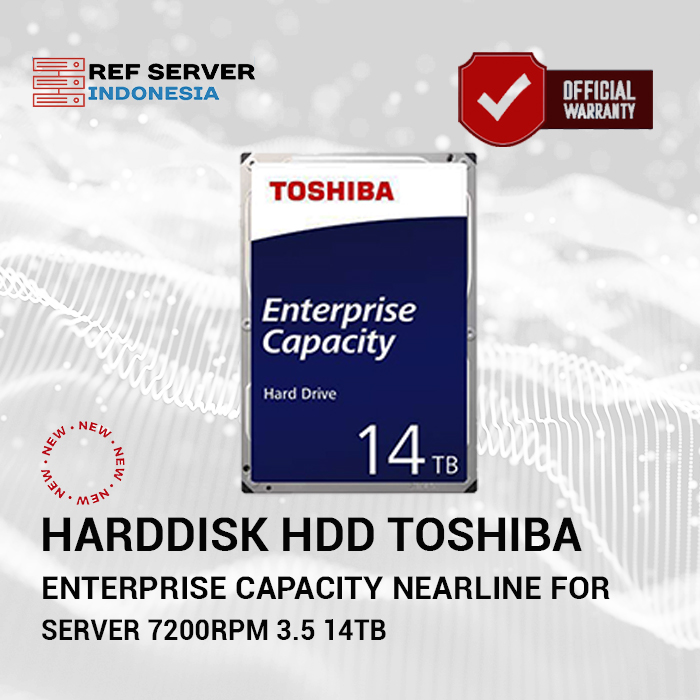 REF SERVER
INDONESIA
OFFICIAL
WARRANTY
TOSHIBA
Enterprise
Capacity
Hard Drive
14 TB
NEW • NEW • NEW • NEW • NEW •
HARDDISK HDD TOSHIBA
ENTERPRISE CAPACITY NEARLINE FOR
SERVER 7200RPM 3.5 14TB